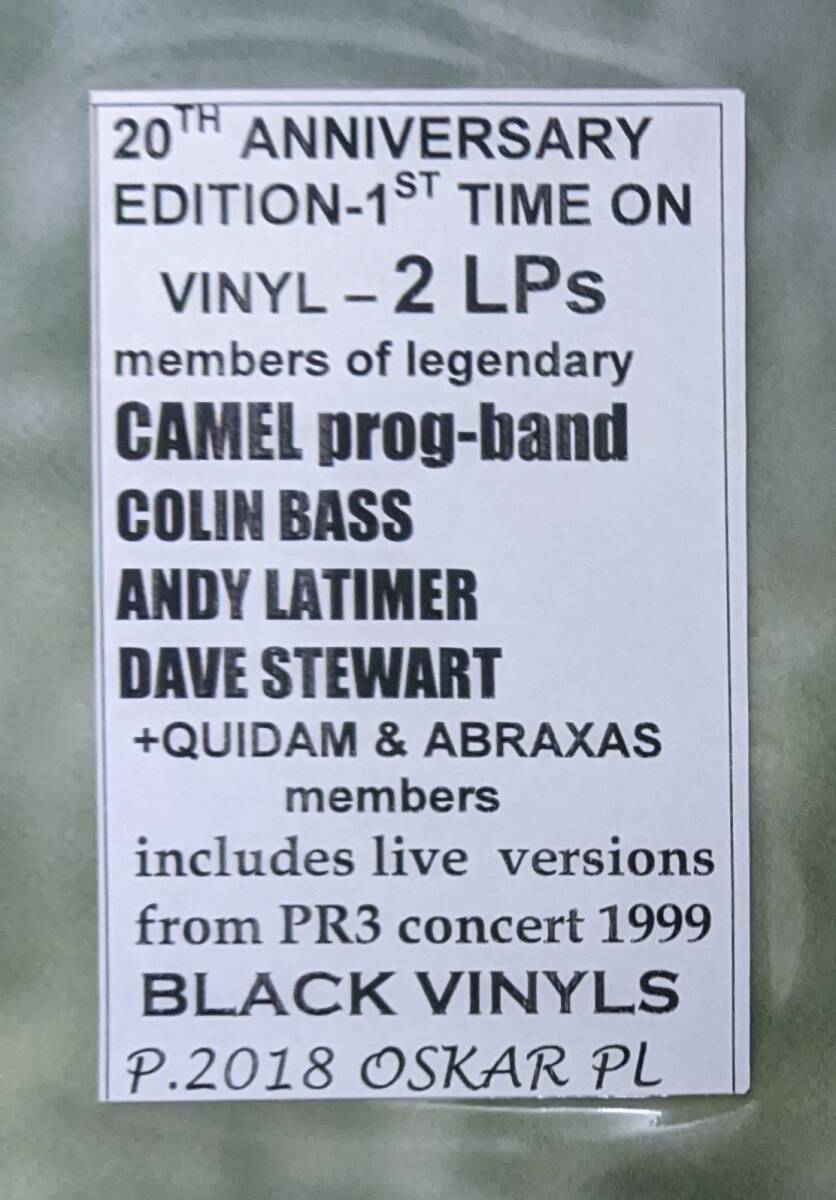 20TH ANNIVERSARY
EDITION-1ST TIME ON
VINYL – 2 LPs
members of legendary
CAMEL prog-band
COLIN BASS
ANDY LATIMER
DAVE STEWART
+QUIDAM & ABRAXAS
members
includes live versions
from PR3 concert 1999
BLACK VINYLS
P.2018 OSKAR PL